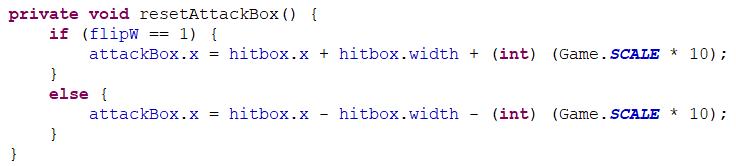 private void resetAttackBox() {
    if (flipW == 1) {
        attackBox.x = hitbox.x + hitbox.width + (int) (Game.SCALE * 10);
    }
    else {
        attackBox.x = hitbox.x - hitbox.width - (int) (Game.SCALE * 10);
    }
}